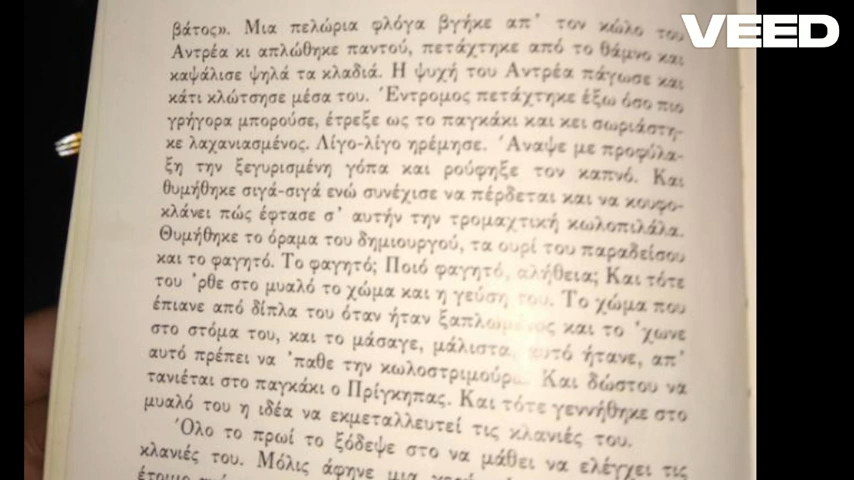 VEED
βάτος». Μια πελώρια φλόγα βγήκε απ' τον κώλο του
Αντρέα κι απλώθηκε παντού, πετάχτηκε από το θάμνο και
καψάλισε ψηλά τα κλαδιά. Η ψυχή του Αντρέα πάγωσε και
κάτι κλώτσησε μέσα του. Έντρομος πετάχτηκε έξω όσο πιο
γρήγορα μπορούσε, έτρεξε ως το παγκάκι και κει σωριάστη-
κε λαχανιασμένος. Λίγο-λίγο ηρέμησε. Άναψε με προφύλα-
ξη την ξεγυρισμένη γόπα και ρούφηξε τον καπνό. Και
θυμήθηκε σιγά-σιγά ενώ συνέχισε να πέρδεται και να κουφο-
κλάνει πώς έφτασε σ' αυτήν την τρομαχτική κωλοπιλάλα.
Θυμήθηκε το όραμα του δημιουργού, τα ουρί του παραδείσου
και το φαγητό. Το φαγητό; Ποιό φαγητό, αλήθεια; Και τότε
του 'ρθε στο μυαλό το χώμα και η γεύση του. Το χώμα που
έπιανε από δίπλα του όταν ήταν ξαπλωμένος και το 'χωνε
στο στόμα του, και το μάσαγε, μάλιστα, αυτό ήτανε, απ'
αυτό πρέπει να 'παθε την Και δώστου να
τανιέται στο παγκάκι ο Πρίγκηπας. Και τότε γεννήθηκε στο
μυαλό του η ιδέα να εκμεταλλευτεί τις κλανιές του.
Όλο το πρωί το ξόδεψε στο να μάθει να ελέγχει τις
κλανιές του. Μόλις άφηνε μια